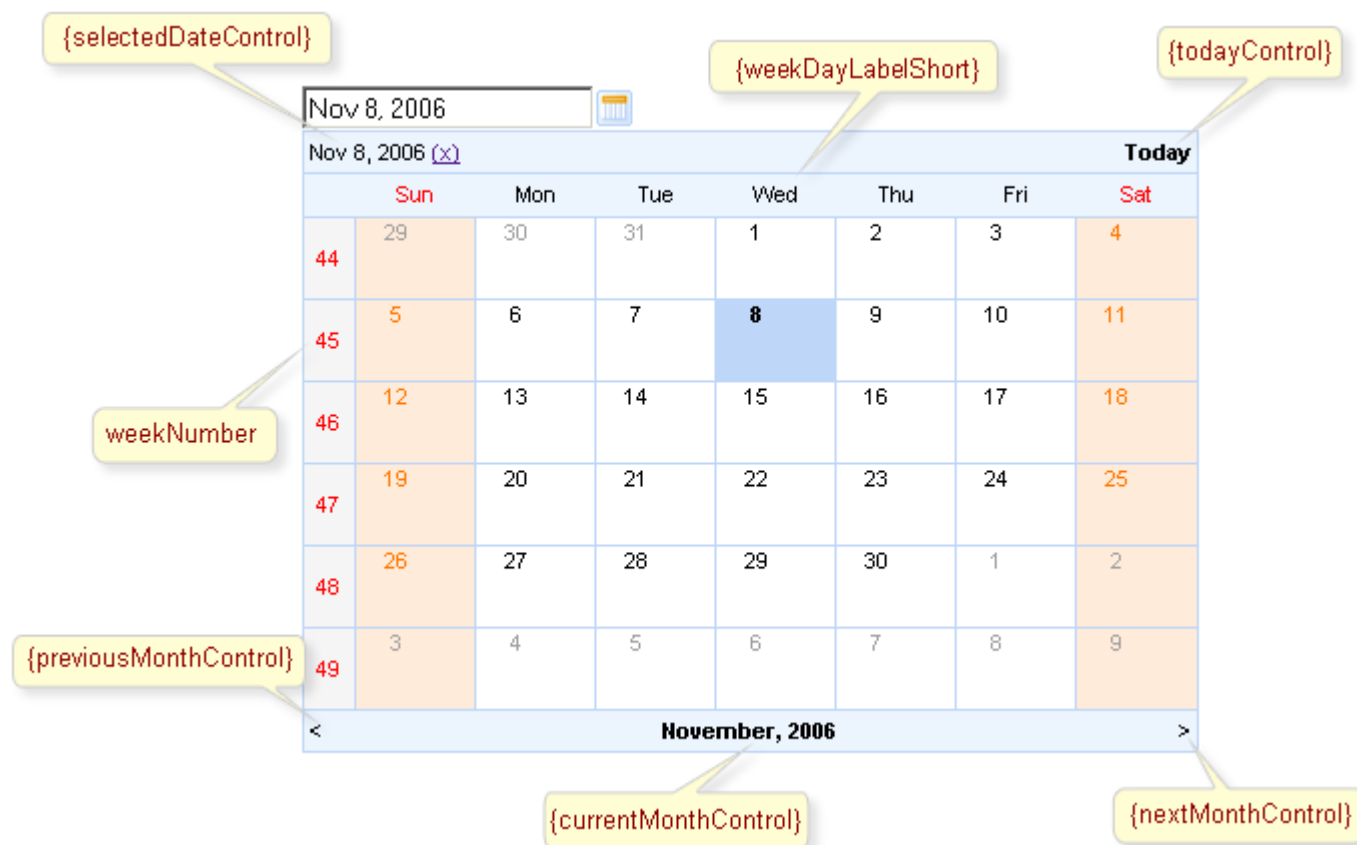 {selectedDateControl}
{weekDayLabelShort}
{todayControl}
Nov 8, 2006
Nov 8, 2006 (x) Today
Sun Mon Tue Wed Thu Fri Sat
44 29 30 31 1 2 3 4
45 5 6 7 8 9 10 11
46 12 13 14 15 16 17 18
weekNumber
47 19 20 21 22 23 24 25
48 26 27 28 29 30 1 2
49 3 4 5 6 7 8 9
{previousMonthControl}
< November, 2006 >
{currentMonthControl}
{nextMonthControl}